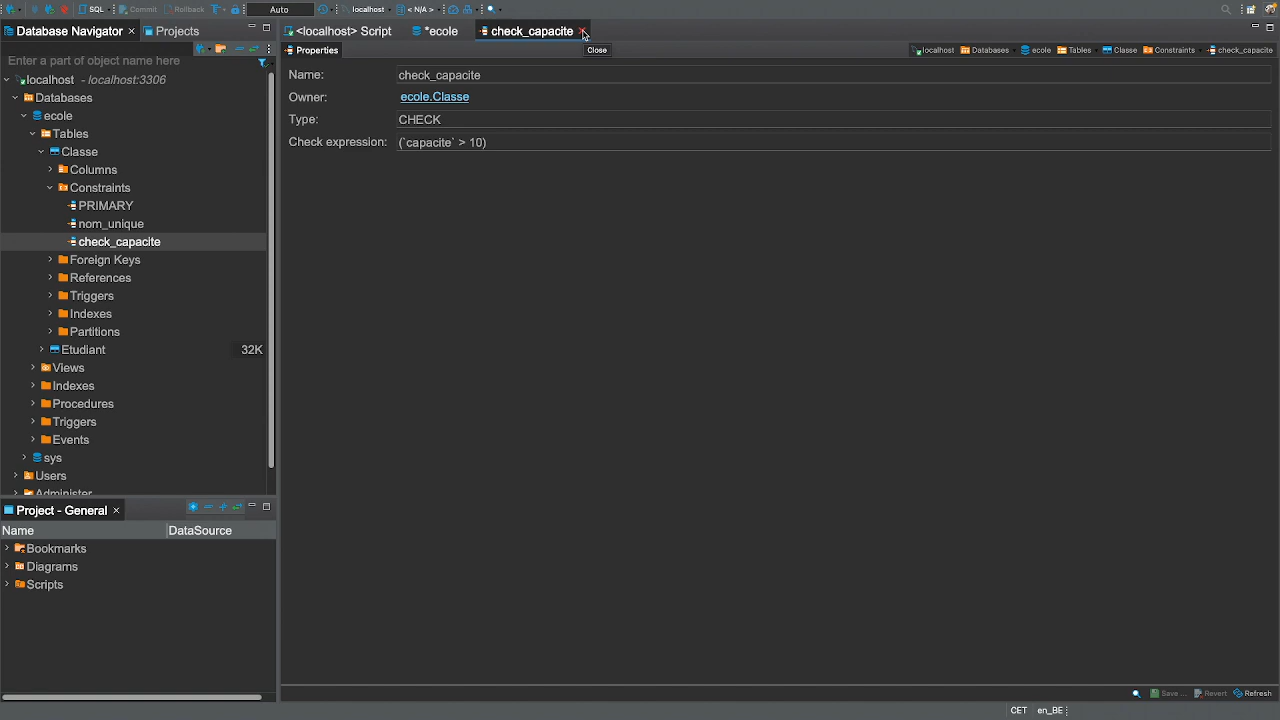 SQL
Commit
Rollback
T
Auto
localhost
< N/A >
Database Navigator
Projects
<localhost> Script
*ecole
check_capacite
Close
Enter a part of object name here
Properties
localhost
Databases
ecole
Tables
Classe
Constraints
check_capacite
localhost - localhost:3306
Databases
ecole
Tables
Classe
Columns
Constraints
PRIMARY
nom_unique
check_capacite
Foreign Keys
References
Triggers
Indexes
Partitions
Etudiant 32K
Views
Indexes
Procedures
Triggers
Events
sys
Users
Administer
Name: check_capacite
Owner: ecole.Classe
Type: CHECK
Check expression: (`capacite` > 10)
Project - General
Name DataSource
Bookmarks
Diagrams
Scripts
Save ...
Revert
Refresh
CET en_BE